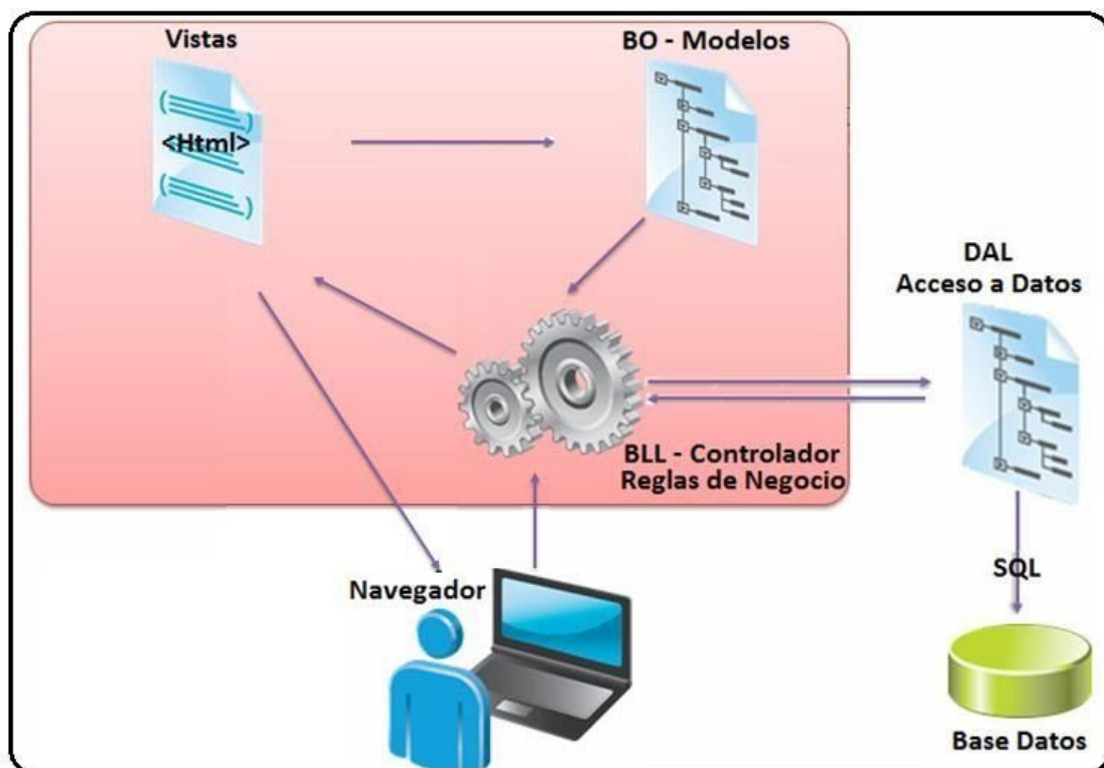 Vistas
BO - Modelos
<Html>
DAL
Acceso a Datos
BLL - Controlador
Reglas de Negocio
SQL
Navegador
Base Datos